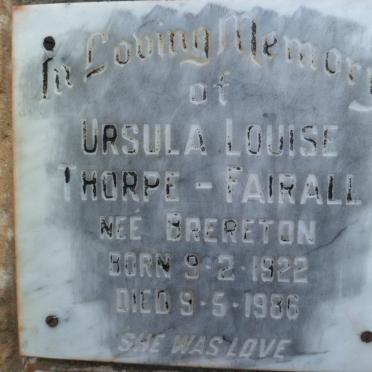 In Loving Memory
of
URSULA LOUISE
THORPE - FAIRALL
NEÉ BRERETON
BORN 9-2-1922
DIED 9-5-1986
SHE WAS LOVE